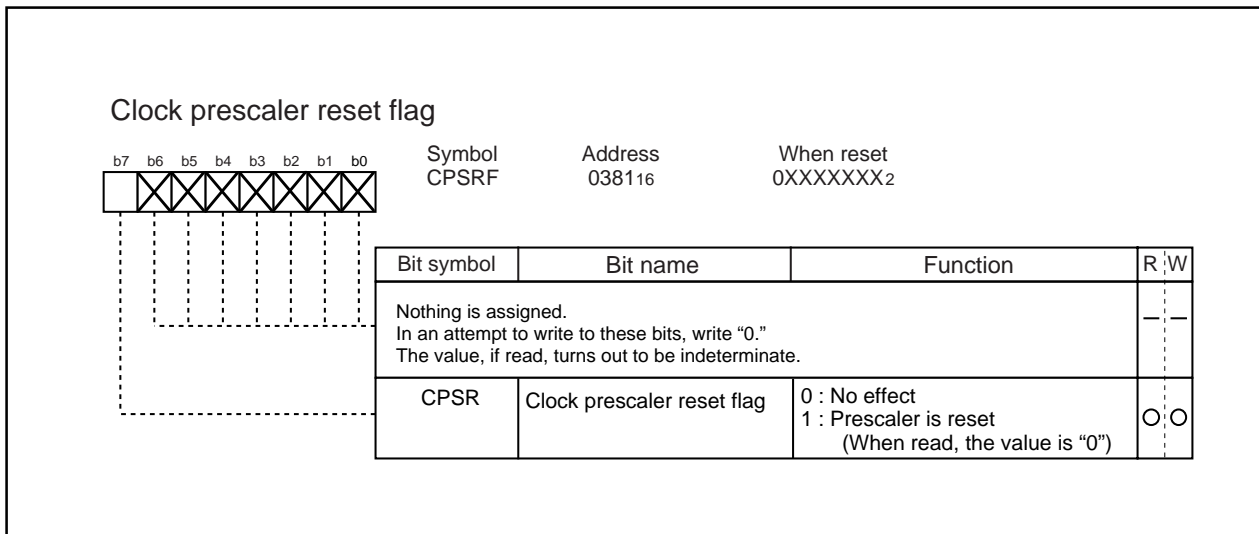 Clock prescaler reset flag
b7 b6 b5 b4 b3 b2 b1 b0
Symbol Address When reset
CPSRF 038116 0XXXXXXX2
Bit symbol Bit name Function R W
Nothing is assigned.
In an attempt to write to these bits, write “0.”
The value, if read, turns out to be indeterminate.
— —
CPSR Clock prescaler reset flag 0 : No effect
1 : Prescaler is reset
(When read, the value is “0”)
O O